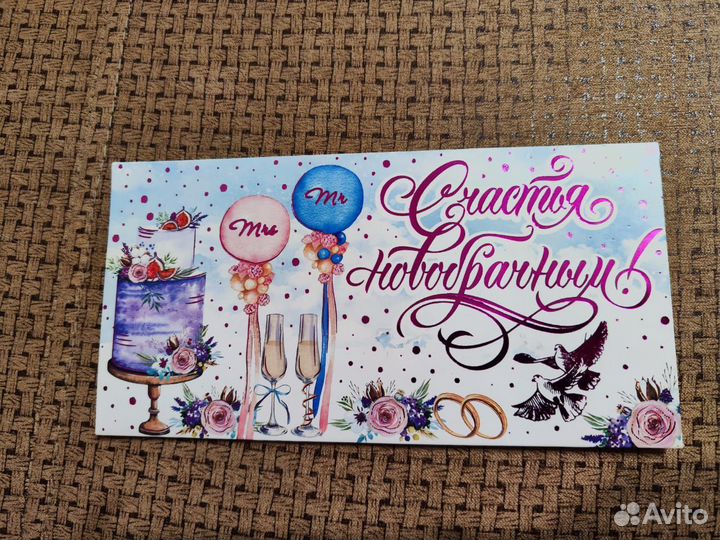 Mrs
Mr
Счастья
новобрачным!
Avito